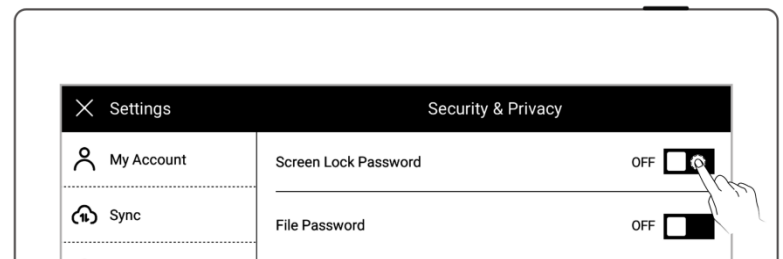 Settings
Security & Privacy
My Account
Screen Lock Password
OFF
Sync
File Password
OFF